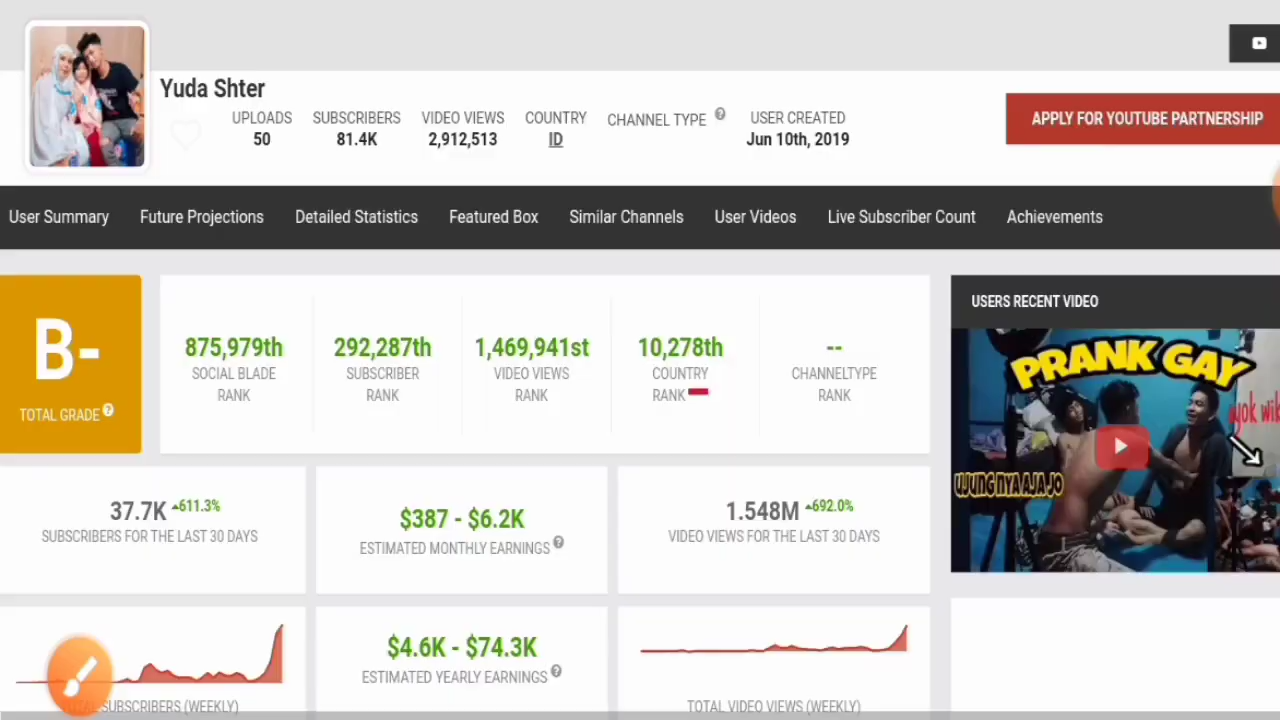 Yuda Shter
UPLOADS
50
SUBSCRIBERS
81.4K
VIDEO VIEWS
2,912,513
COUNTRY
ID
CHANNEL TYPE ?
USER CREATED
Jun 10th, 2019
APPLY FOR YOUTUBE PARTNERSHIP
User Summary
Future Projections
Detailed Statistics
Featured Box
Similar Channels
User Videos
Live Subscriber Count
Achievements
B-
TOTAL GRADE ?
875,979th
SOCIAL BLADE
RANK
292,287th
SUBSCRIBER
RANK
1,469,941st
VIDEO VIEWS
RANK
10,278th
COUNTRY
RANK
--
CHANNELTYPE
RANK
USERS RECENT VIDEO
PRANK GAY
UJUNG NYA AJA JO
37.7K 611.3%
SUBSCRIBERS FOR THE LAST 30 DAYS
$387 - $6.2K
ESTIMATED MONTHLY EARNINGS ?
1.548M 692.0%
VIDEO VIEWS FOR THE LAST 30 DAYS
SUBSCRIBERS (WEEKLY)
$4.6K - $74.3K
ESTIMATED YEARLY EARNINGS ?
TOTAL VIDEO VIEWS (WEEKLY)